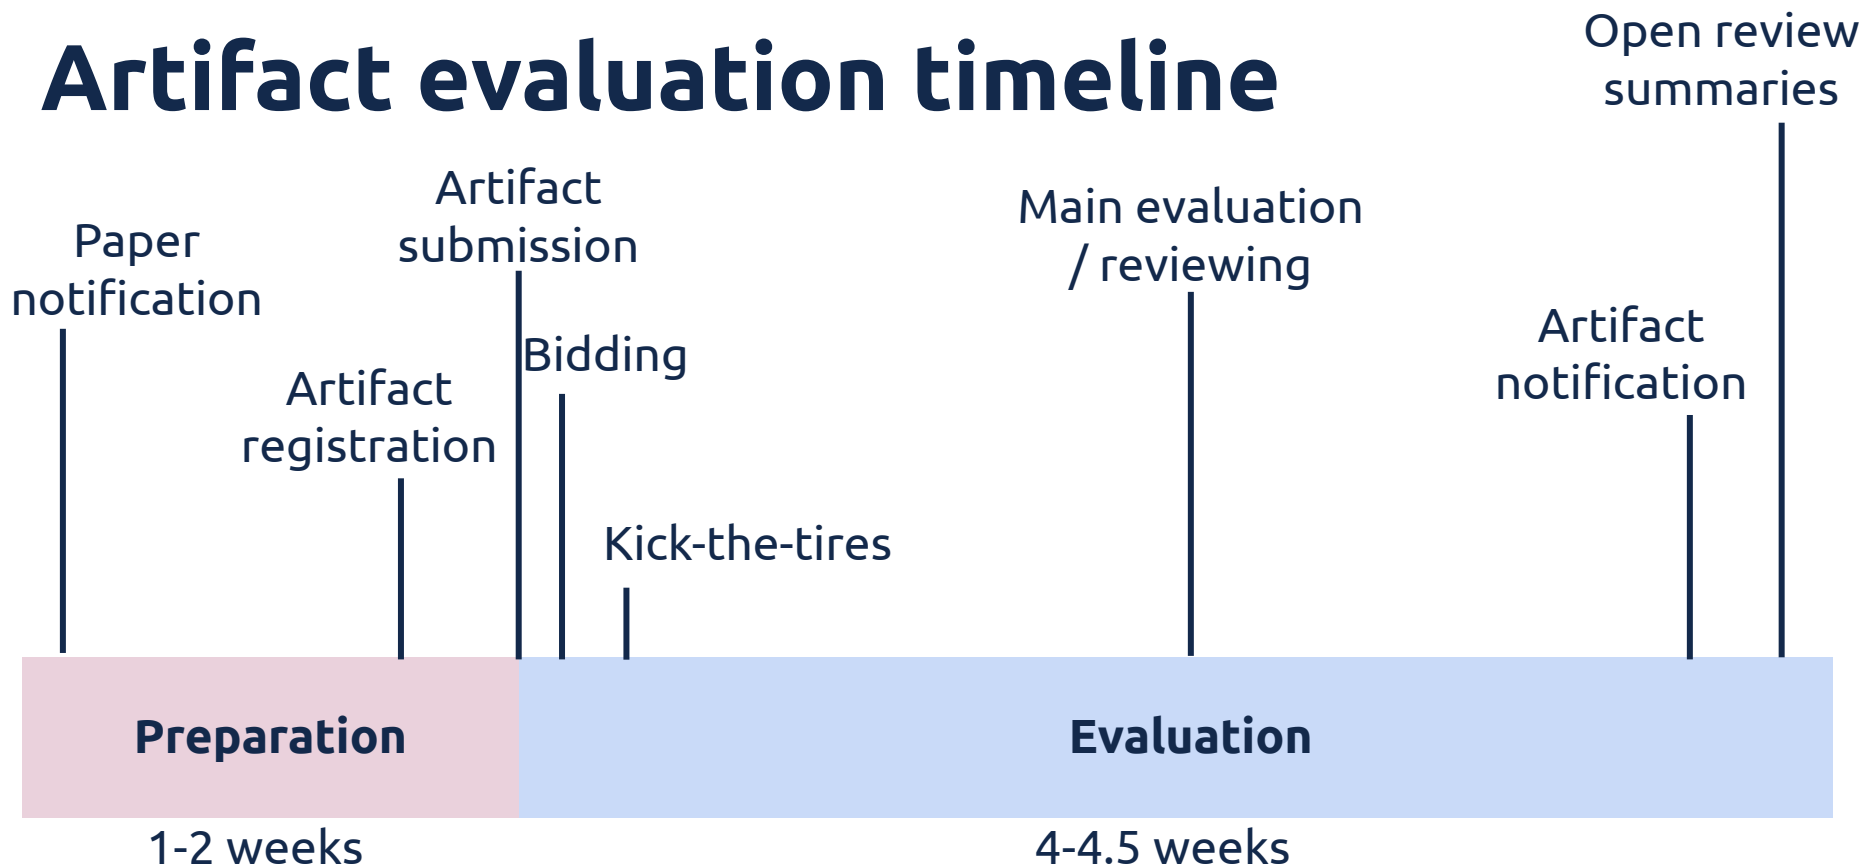 Artifact evaluation timeline
Open review
summaries
Artifact
submission
Main evaluation
/ reviewing
Paper
notification
Bidding
Artifact
notification
Artifact
registration
Kick-the-tires
Preparation
Evaluation
1-2 weeks
4-4.5 weeks